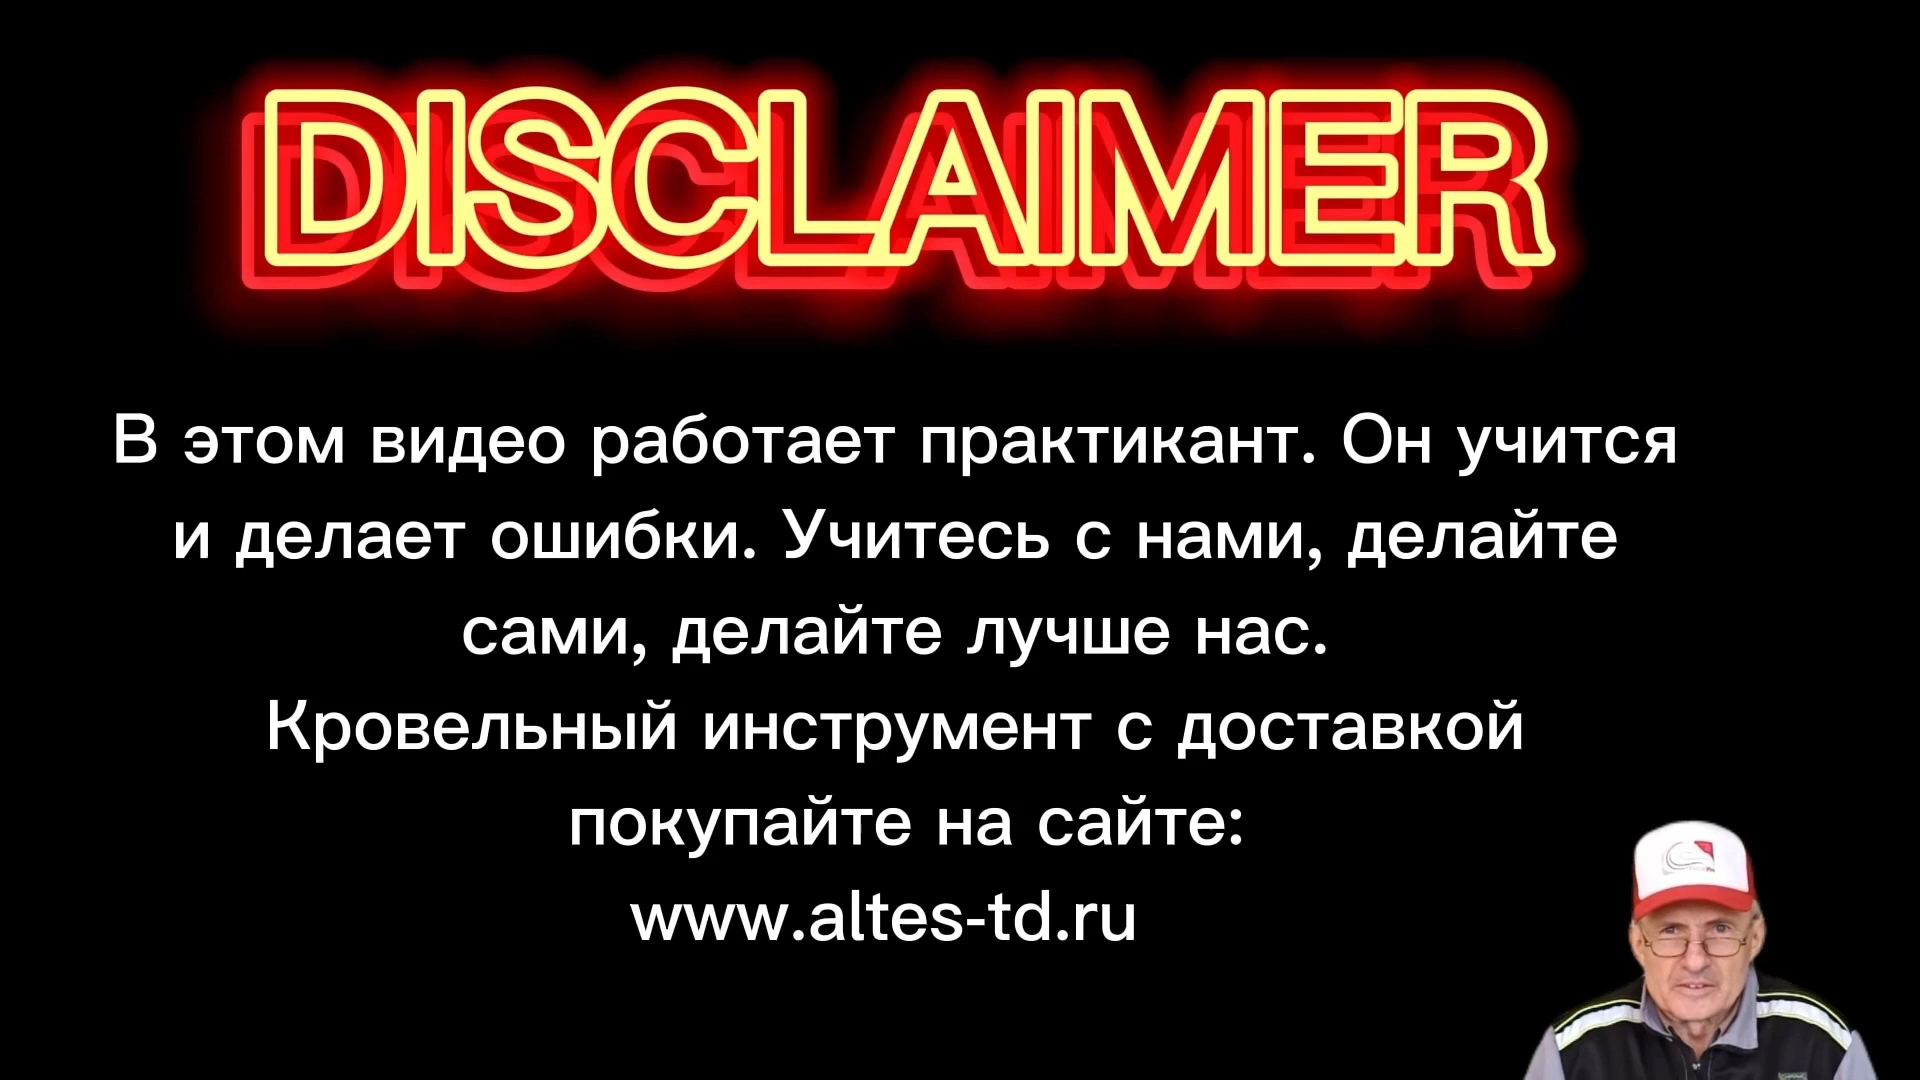 DISCLAIMER
В этом видео работает практикант. Он учится
и делает ошибки. Учитесь с нами, делайте
сами, делайте лучше нас.
Кровельный инструмент с доставкой
покупайте на сайте:
www.altes-td.ru